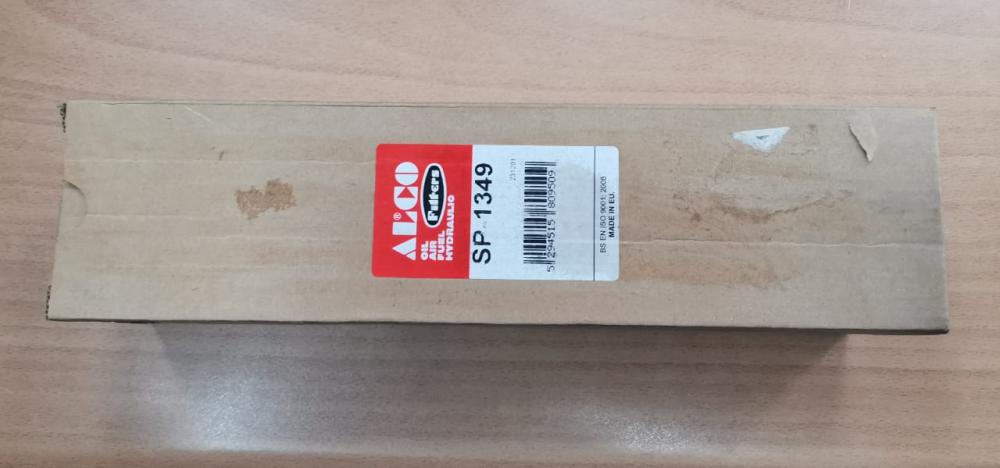 ALCO®
Filters
OIL
AIR
FUEL
HYDRAULIC
SP 1349
231201
5 294515 809509
BS EN ISO 9001: 2008
MADE IN EU.